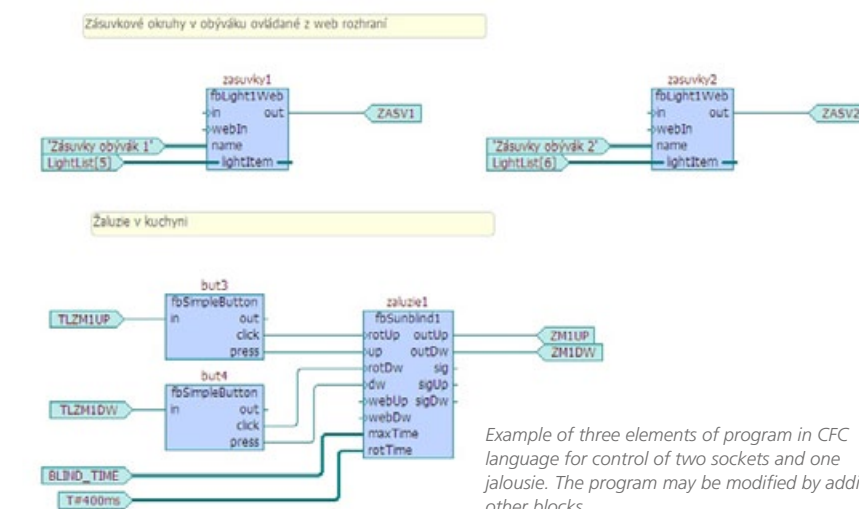 Zásuvkové okruhy v obýváku ovládané z web rozhraní
zasuvky1
fbLight1Web
in out
webIn
name
lightItem
ZASV1
'Zásuvky obývák 1'
LightList[5]
zasuvky2
fbLight1Web
in out
webIn
name
lightItem
ZASV2
'Zásuvky obývák 2'
LightList[6]
Žaluzie v kuchyni
but3
fbSimpleButton
in out
click
press
TLZM1UP
but4
fbSimpleButton
in out
click
press
TLZM1DW
zaluzie1
fbSunblind1
rotUp outUp
up outDw
rotDw sig
dw sigUp
webUp sigDw
webDw
maxTime
rotTime
ZM1UP
ZM1DW
BLIND_TIME
T#400ms
Example of three elements of program in CFC
language for control of two sockets and one
jalousie. The program may be modified by addi
other blocks